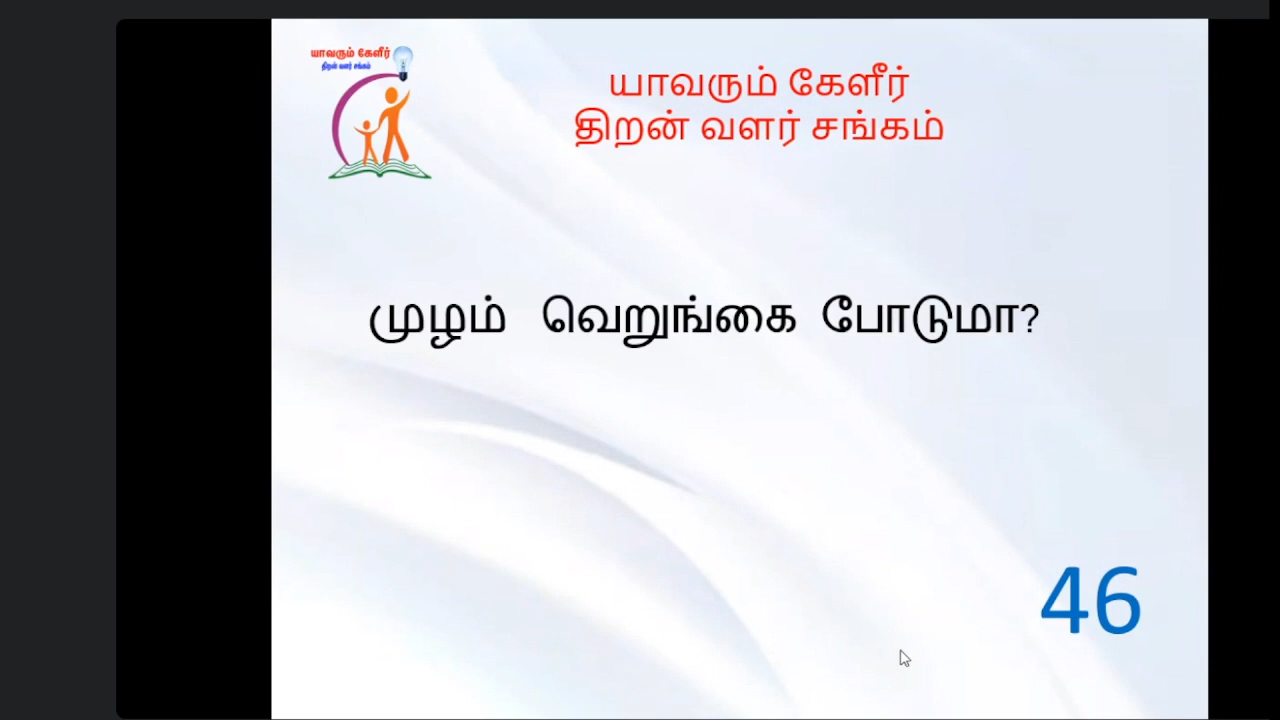 யாவரும் கேளீர்
திறன் வளர் சங்கம்
யாவரும் கேளீர்
திறன் வளர் சங்கம்
முழம் வெறுங்கை போடுமா?
46